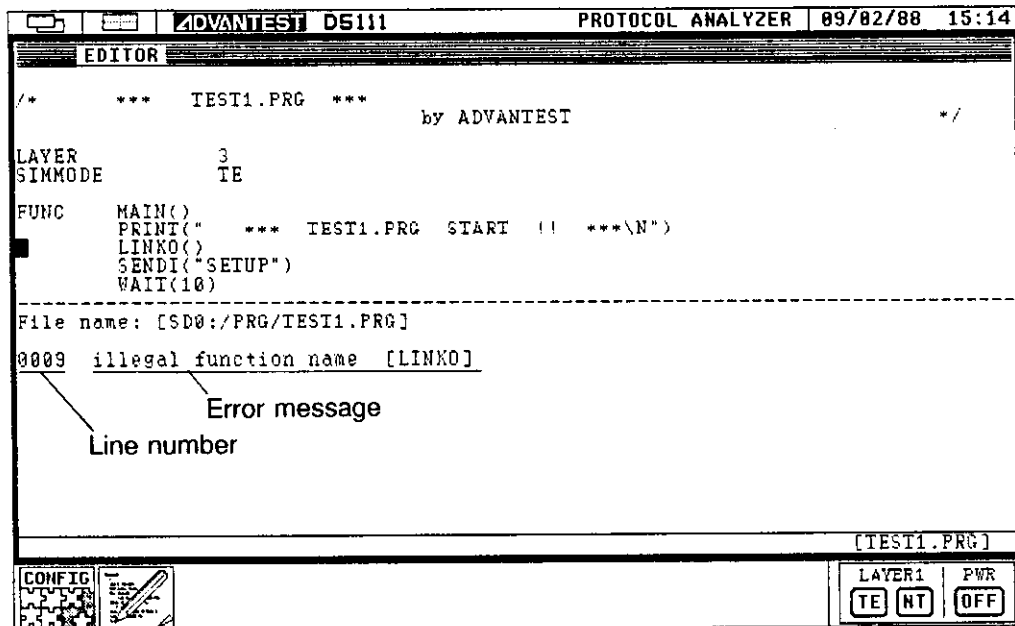 ADVANTEST D5111 PROTOCOL ANALYZER 09/02/88 15:14
EDITOR
/* *** TEST1.PRG ***
by ADVANTEST */
LAYER 3
SIMMODE TE
FUNC MAIN()
PRINT(" *** TEST1.PRG START !! ***\N")
LINKO()
SENDI("SETUP")
WAIT(10)
File name: [SD0:/PRG/TEST1.PRG]
0009 illegal function name [LINKO]
Error message
Line number
[TEST1.PRG]
CONFIG
LAYER1 PWR
TE NT OFF